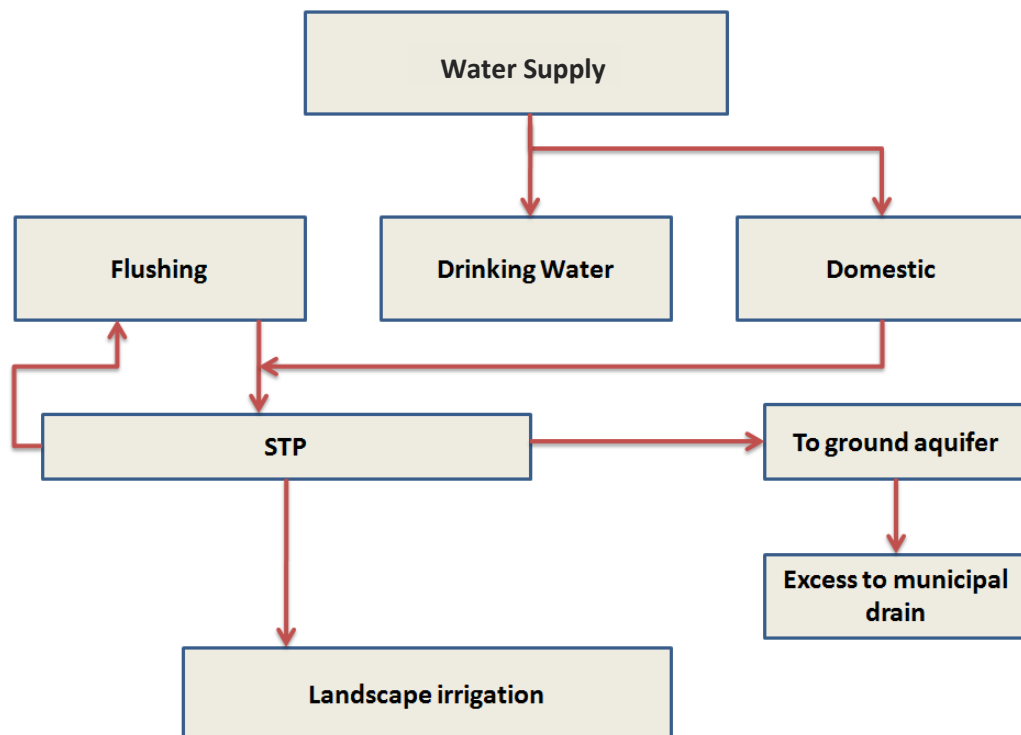 Water Supply
Flushing
Drinking Water
Domestic
STP
To ground aquifer
Excess to municipal
drain
Landscape irrigation